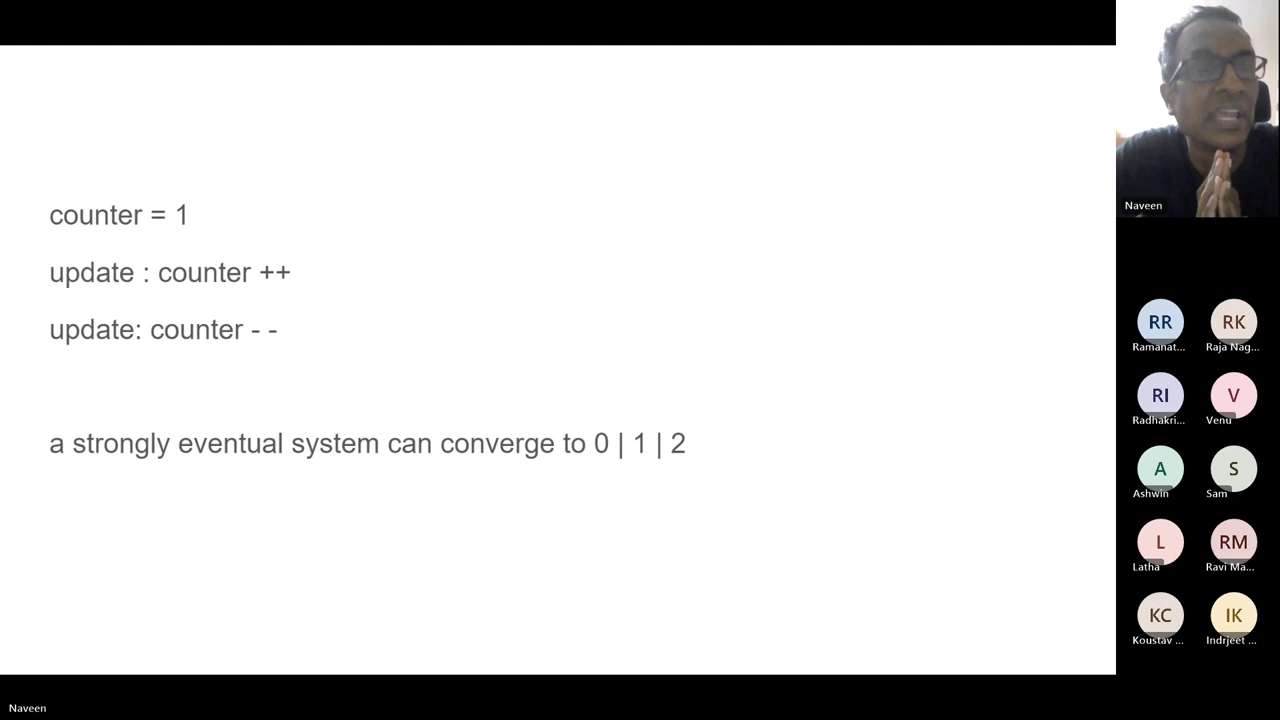 counter = 1
update : counter ++
update: counter - -
a strongly eventual system can converge to 0 | 1 | 2
Naveen
RR
RK
Ramanat...
Raja Nag...
RI
V
Radhakri...
Venu
A
S
Ashwin
Sam
L
RM
Latha
Ravi Ma...
KC
IK
Koustav ...
Indrjeet ...
Naveen